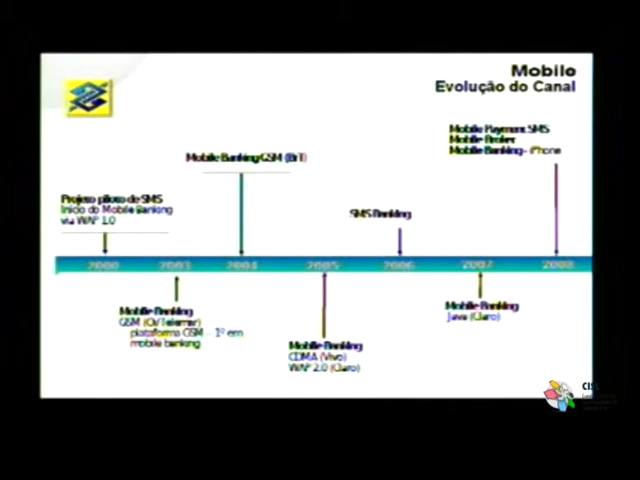 Mobile
Evolução do Canal
Mobile Payment SMS
Mobile Broker
Mobile Banking - iPhone
Mobile Banking GSM (BrT)
Projeto piloto de SMS
Início do Mobile Banking
via WAP 1.0
SMS Banking
2000 2003 2004 2005 2006 2007 2008
Mobile Banking
GSM (Oi/Telemar)
plataforma GSM - 1º em
mobile banking
Mobile Banking
CDMA (Vivo)
WAP 2.0 (Claro)
Mobile Banking
Java (Claro)